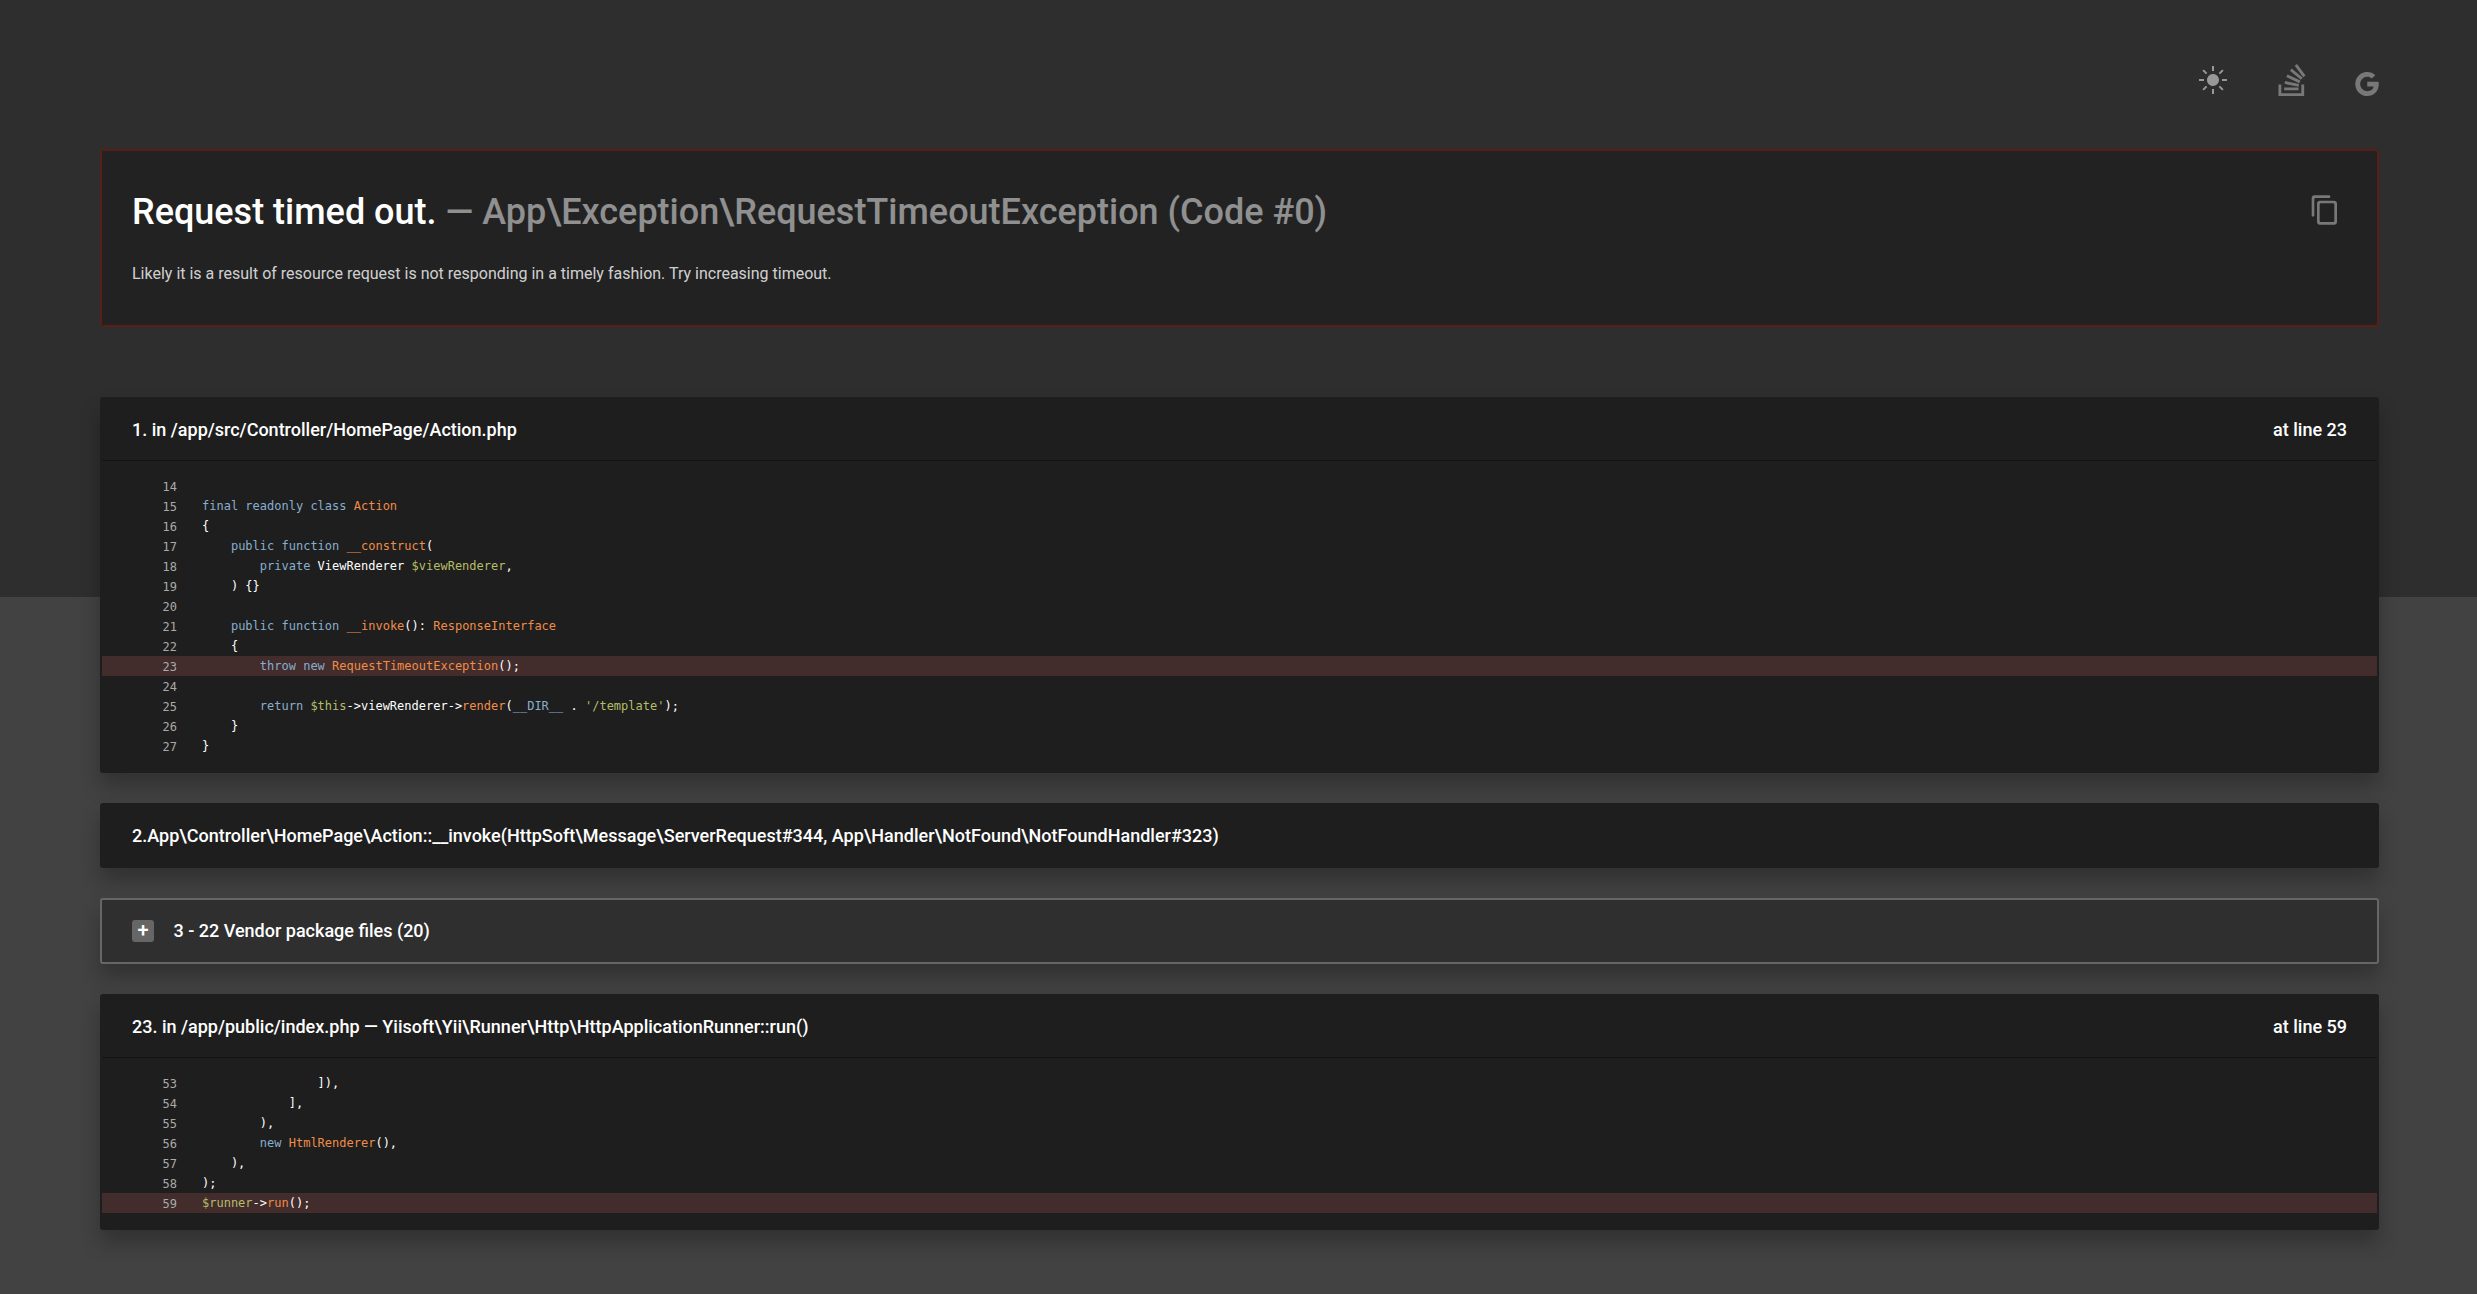 Request timed out. — App\Exception\RequestTimeoutException (Code #0)
Likely it is a result of resource request is not responding in a timely fashion. Try increasing timeout.
1. in /app/src/Controller/HomePage/Action.php at line 23
14
15 final readonly class Action
16 {
17     public function __construct(
18         private ViewRenderer $viewRenderer,
19     ) {}
20
21     public function __invoke(): ResponseInterface
22     {
23         throw new RequestTimeoutException();
24
25         return $this->viewRenderer->render(__DIR__ . '/template');
26     }
27 }
2.App\Controller\HomePage\Action::__invoke(HttpSoft\Message\ServerRequest#344, App\Handler\NotFound\NotFoundHandler#323)
+ 3 - 22 Vendor package files (20)
23. in /app/public/index.php — Yiisoft\Yii\Runner\Http\HttpApplicationRunner::run() at line 59
53                 ]),
54             ],
55         ),
56         new HtmlRenderer(),
57     ),
58 );
59 $runner->run();